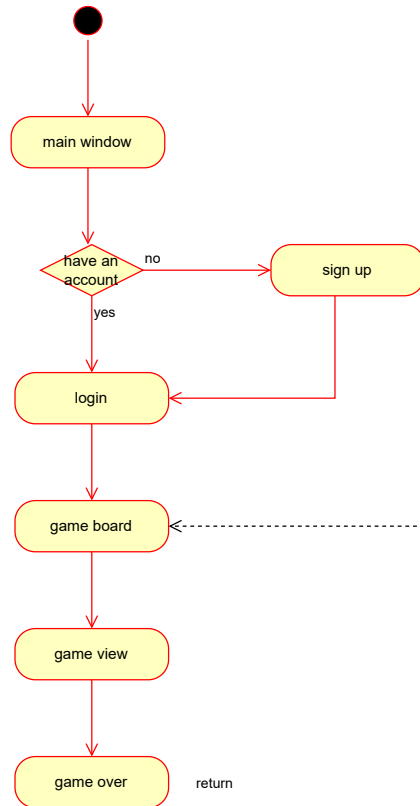 main window
have an
account
no
sign up
yes
login
game board
game view
game over
return